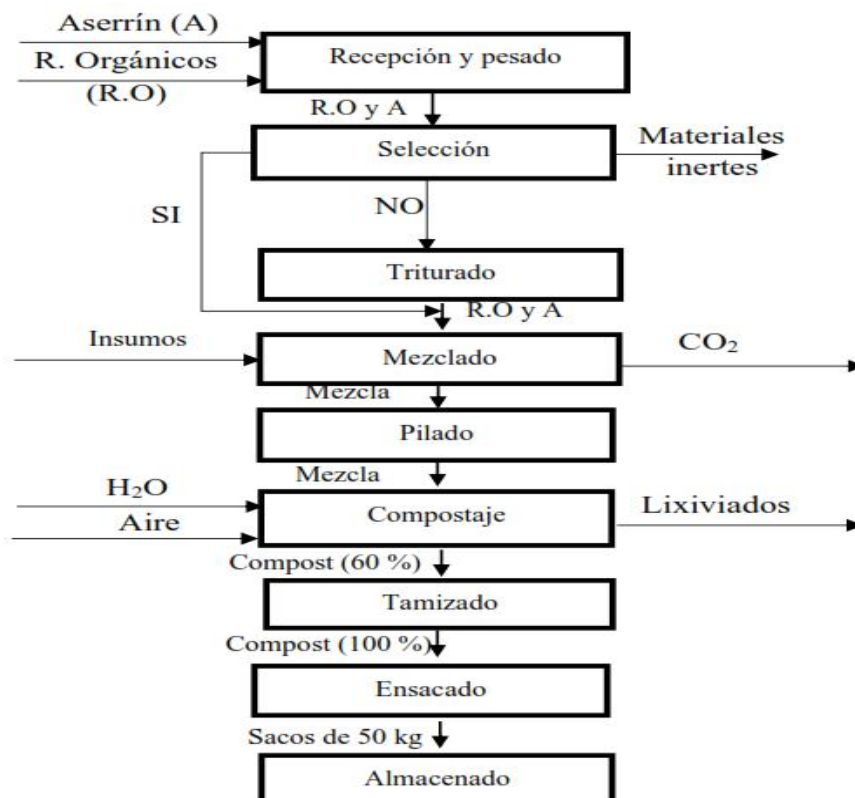 Aserrín (A)
R. Orgánicos
(R.O)
Recepción y pesado
R.O y A
Selección
Materiales
inertes
SI
NO
Triturado
R.O y A
Insumos
Mezclado
CO₂
Mezcla
Pilado
Mezcla
H₂O
Aire
Compostaje
Lixiviados
Compost (60 %)
Tamizado
Compost (100 %)
Ensacado
Sacos de 50 kg
Almacenado